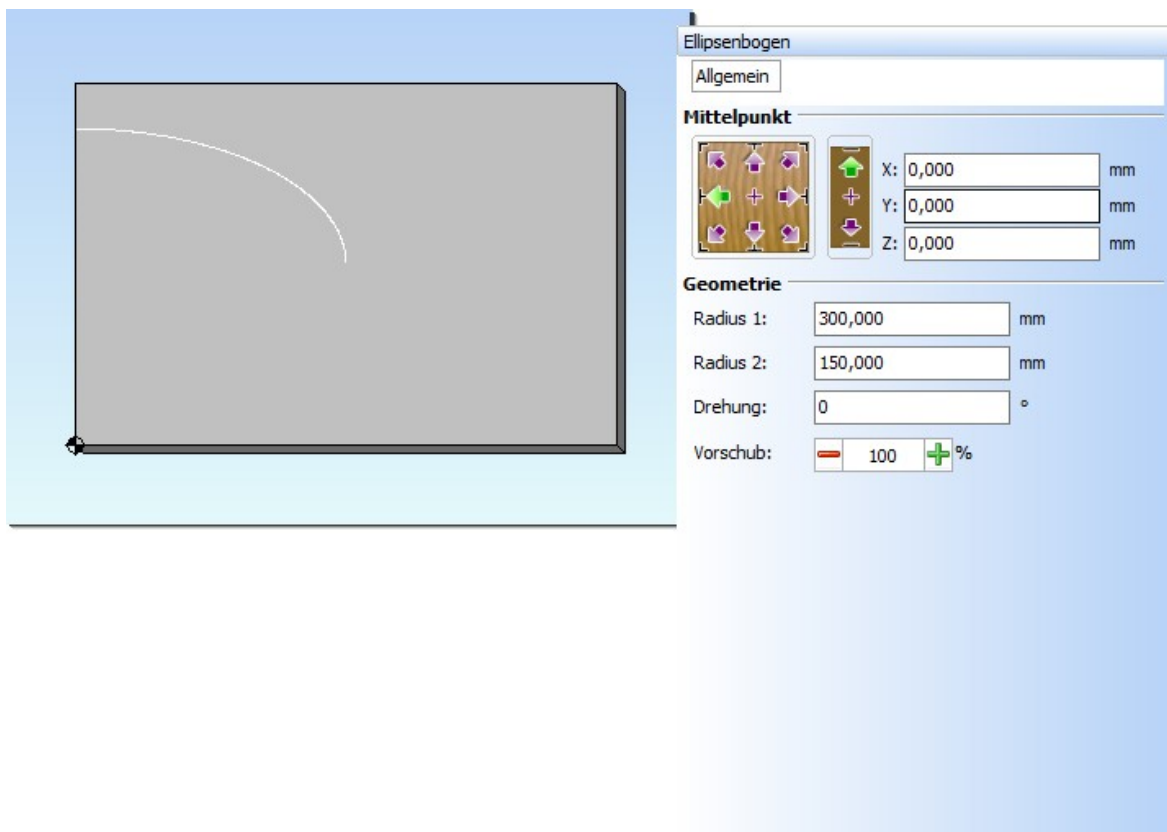 Ellipsenbogen
Allgemein
Mittelpunkt
X: 0,000 mm
Y: 0,000 mm
Z: 0,000 mm
Geometrie
Radius 1: 300,000 mm
Radius 2: 150,000 mm
Drehung: 0 °
Vorschub: 100 %